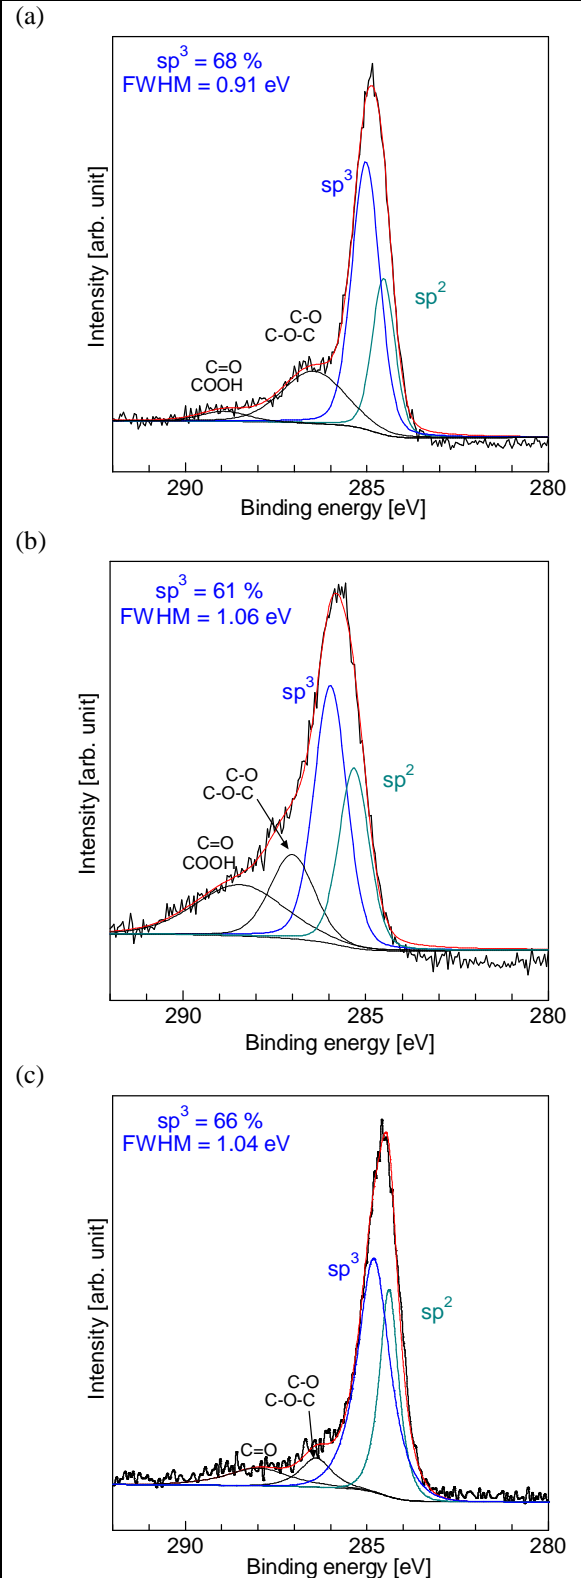 (a)
sp³ = 68 %
FWHM = 0.91 eV
sp³
sp²
C-O
C-O-C
C=O
COOH
Intensity [arb. unit]
290
285
280
Binding energy [eV]
(b)
sp³ = 61 %
FWHM = 1.06 eV
sp³
C-O
C-O-C
sp²
C=O
COOH
Intensity [arb. unit]
290
285
280
Binding energy [eV]
(c)
sp³ = 66 %
FWHM = 1.04 eV
sp³
sp²
C-O
C-O-C
C=O
Intensity [arb. unit]
290
285
280
Binding energy [eV]